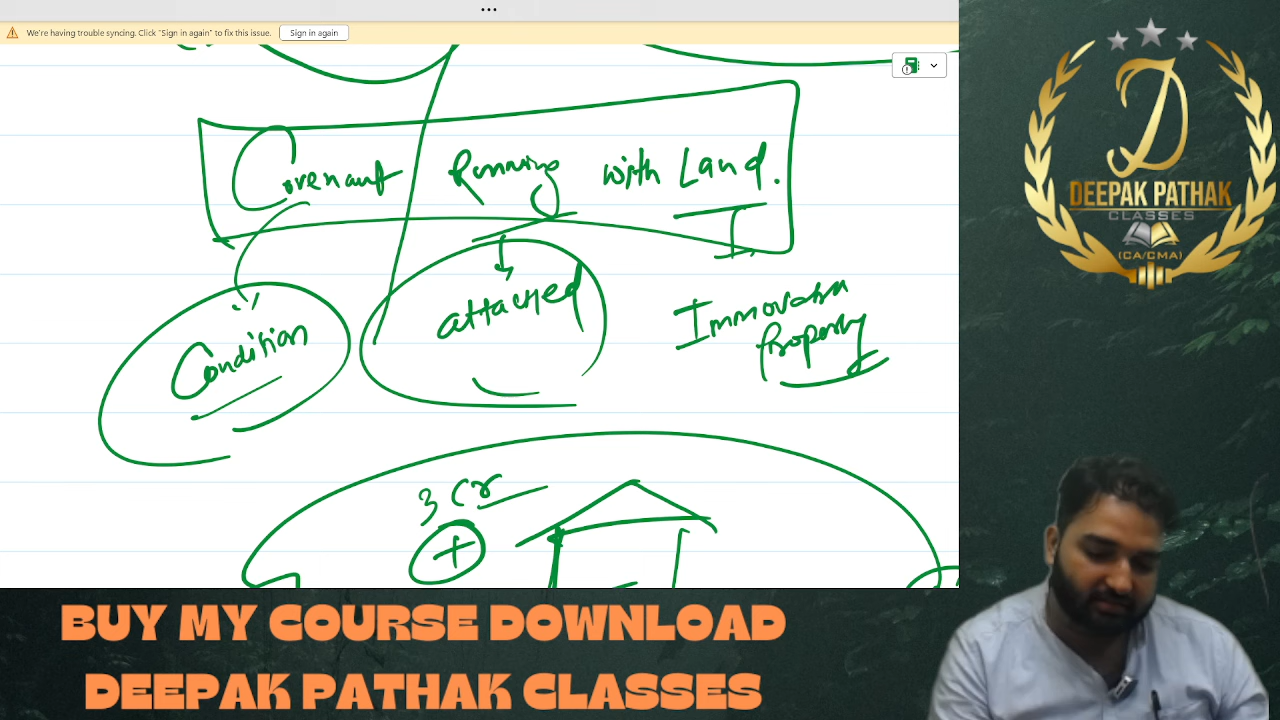 ...
We're having trouble syncing. Click "Sign in again" to fix this issue. Sign in again
Covenant Running with Land.
attached
Condition
Immovable Property
3 Cr
+
D
DEEPAK PATHAK
CLASSES
(CA/CMA)
BUY MY COURSE DOWNLOAD
DEEPAK PATHAK CLASSES